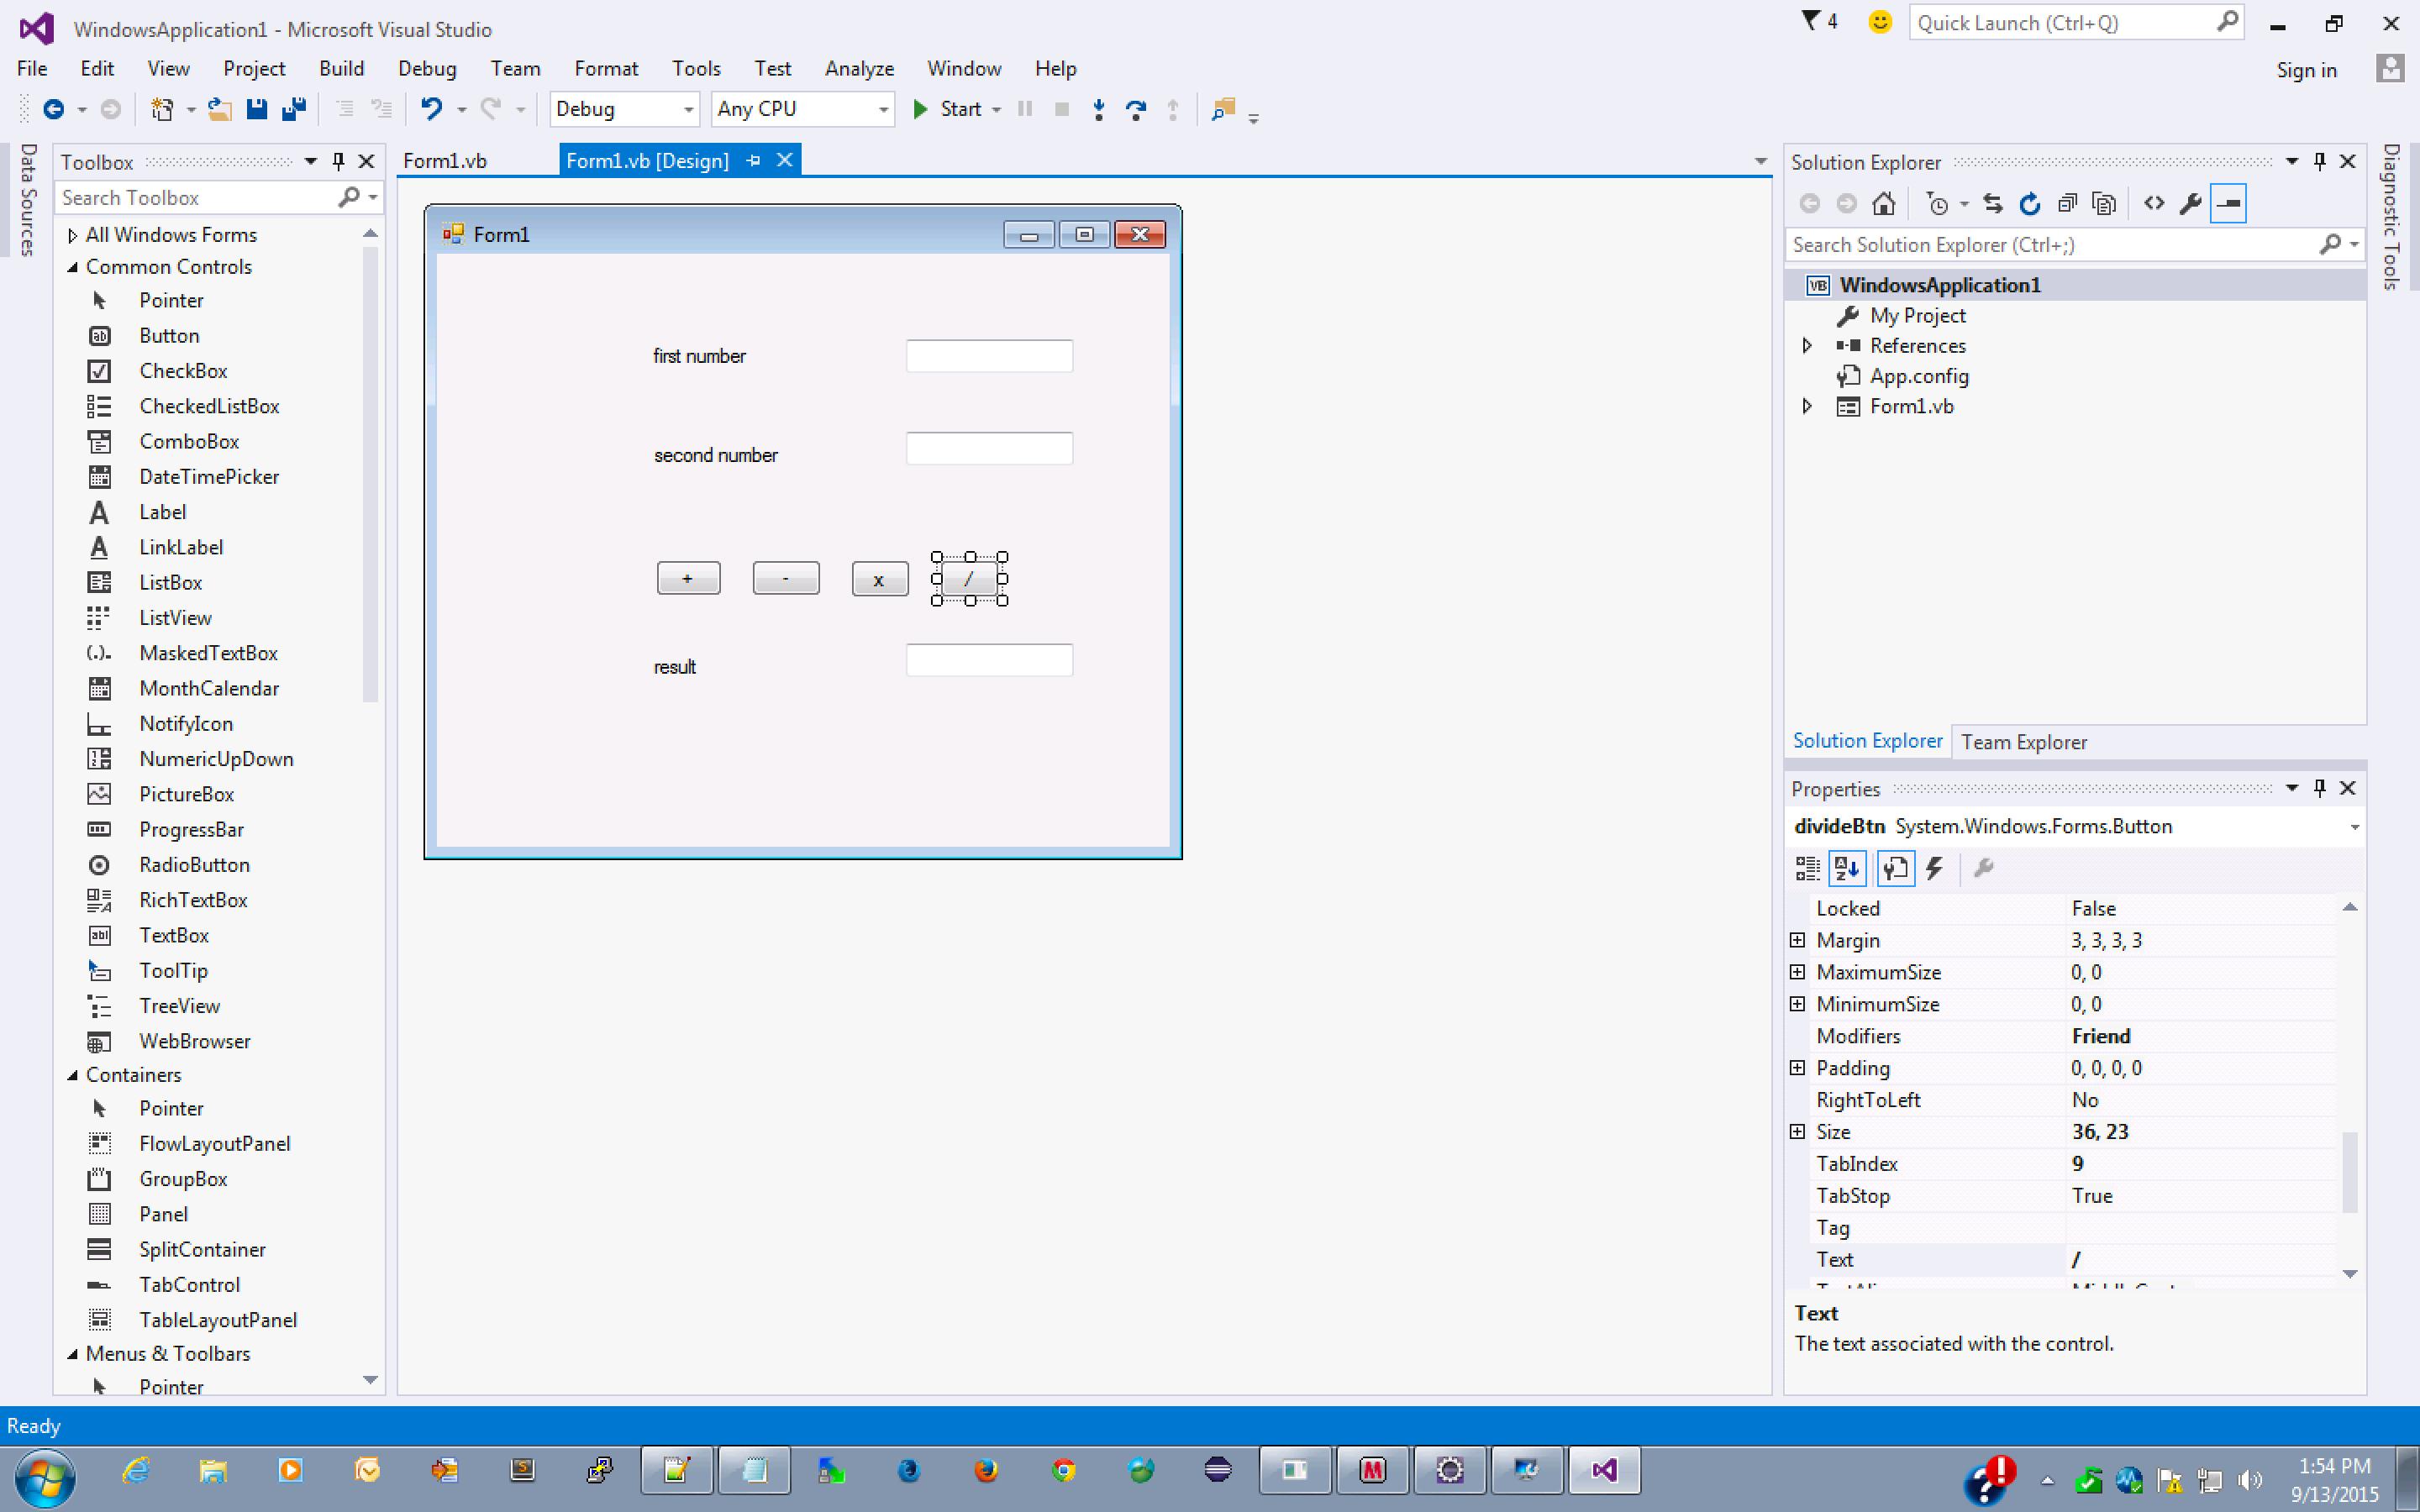 WindowsApplication1 - Microsoft Visual Studio
4
Quick Launch (Ctrl+Q)
File Edit View Project Build Debug Team Format Tools Test Analyze Window Help
Sign in
Debug Any CPU Start
Data Sources
Toolbox
Search Toolbox
All Windows Forms
Common Controls
Pointer
Button
CheckBox
CheckedListBox
ComboBox
DateTimePicker
Label
LinkLabel
ListBox
ListView
MaskedTextBox
MonthCalendar
NotifyIcon
NumericUpDown
PictureBox
ProgressBar
RadioButton
RichTextBox
TextBox
ToolTip
TreeView
WebBrowser
Containers
Pointer
FlowLayoutPanel
GroupBox
Panel
SplitContainer
TabControl
TableLayoutPanel
Menus & Toolbars
Pointer
Form1.vb Form1.vb [Design]
Form1
first number
second number
+ - x /
result
Solution Explorer
Search Solution Explorer (Ctrl+;)
WindowsApplication1
My Project
References
App.config
Form1.vb
Solution Explorer Team Explorer
Properties
divideBtn System.Windows.Forms.Button
Locked False
Margin 3, 3, 3, 3
MaximumSize 0, 0
MinimumSize 0, 0
Modifiers Friend
Padding 0, 0, 0, 0
RightToLeft No
Size 36, 23
TabIndex 9
TabStop True
Tag
Text /
Text
The text associated with the control.
Diagnostic Tools
Ready
1:54 PM
9/13/2015